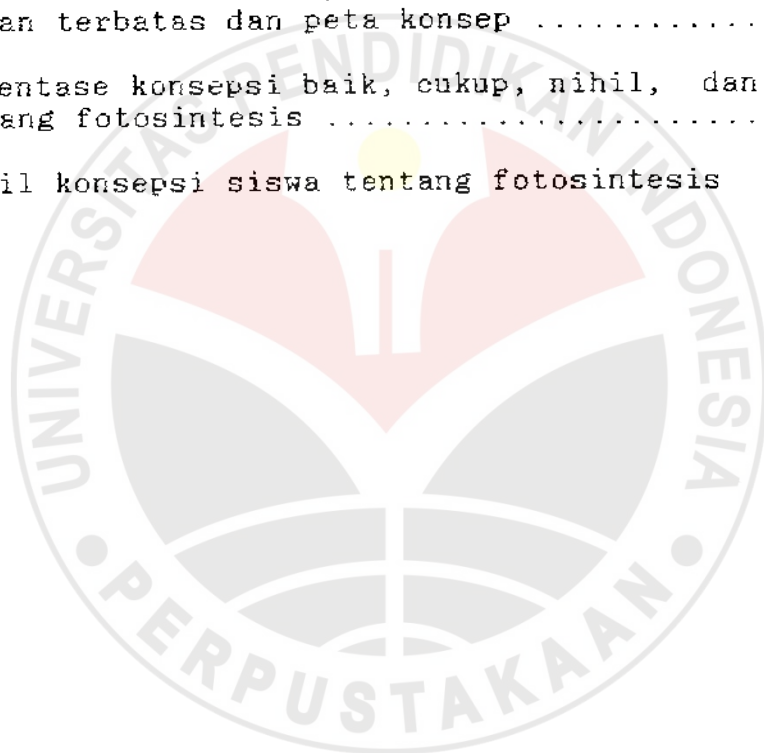 an terbatas dan peta konsep ............
entase konsepsi baik, cukup, nihil, dan
ang fotosintesis .......................
il konsepsi siswa tentang fotosintesis
UNIVERSITAS PENDIDIKAN INDONESIA
PERPUSTAKAAN